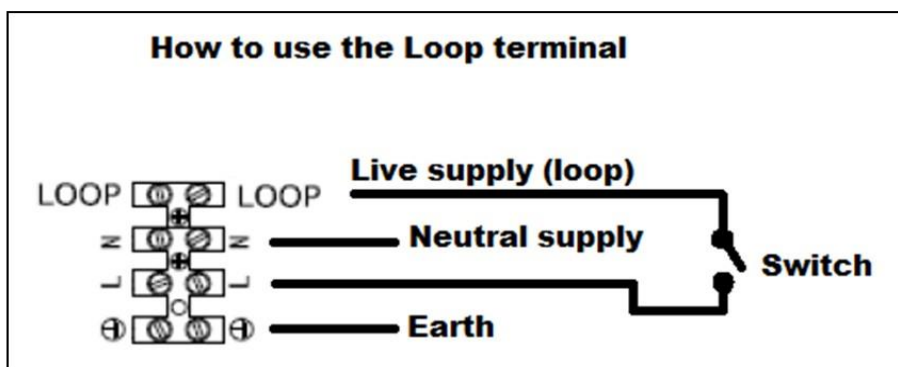 How to use the Loop terminal
Live supply (loop)
LOOP LOOP
N N Neutral supply
L L Switch
Earth